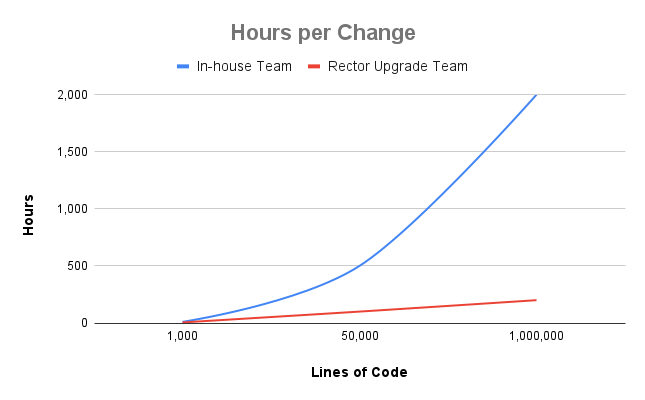 Hours per Change
In-house Team Rector Upgrade Team
2,000
1,500
1,000
500
0
Hours
1,000 50,000 1,000,000
Lines of Code